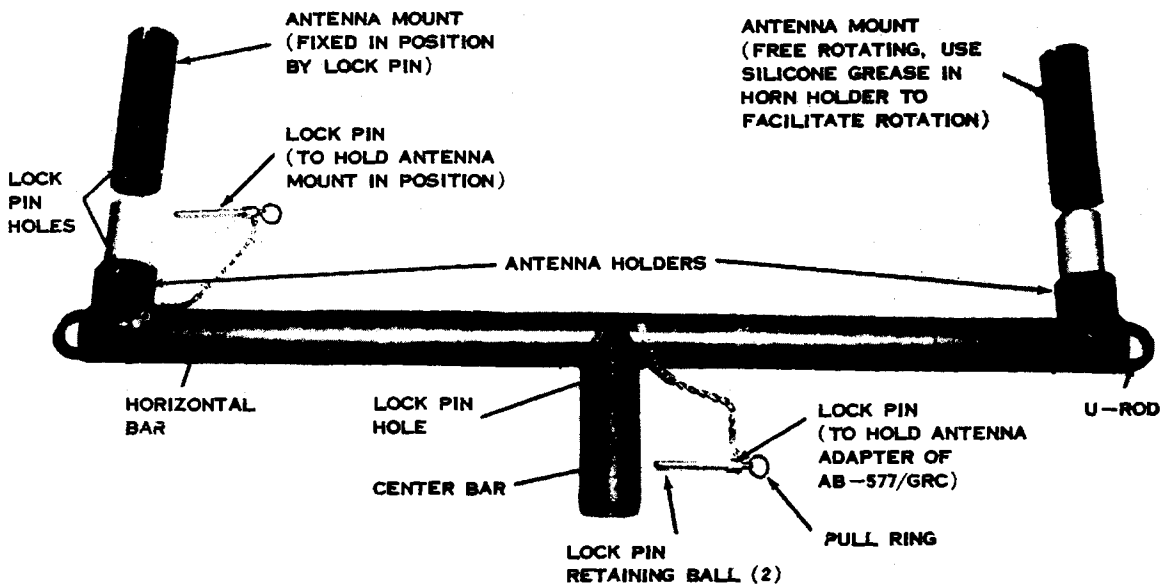 ANTENNA MOUNT
(FIXED IN POSITION
BY LOCK PIN)
ANTENNA MOUNT
(FREE ROTATING, USE
SILICONE GREASE IN
HORN HOLDER TO
FACILITATE ROTATION)
LOCK PIN
(TO HOLD ANTENNA
MOUNT IN POSITION)
LOCK
PIN
HOLES
ANTENNA HOLDERS
HORIZONTAL
BAR
LOCK PIN
HOLE
CENTER BAR
LOCK PIN
(TO HOLD ANTENNA
ADAPTER OF
AB-577/GRC)
U-ROD
PULL RING
LOCK PIN
RETAINING BALL (2)